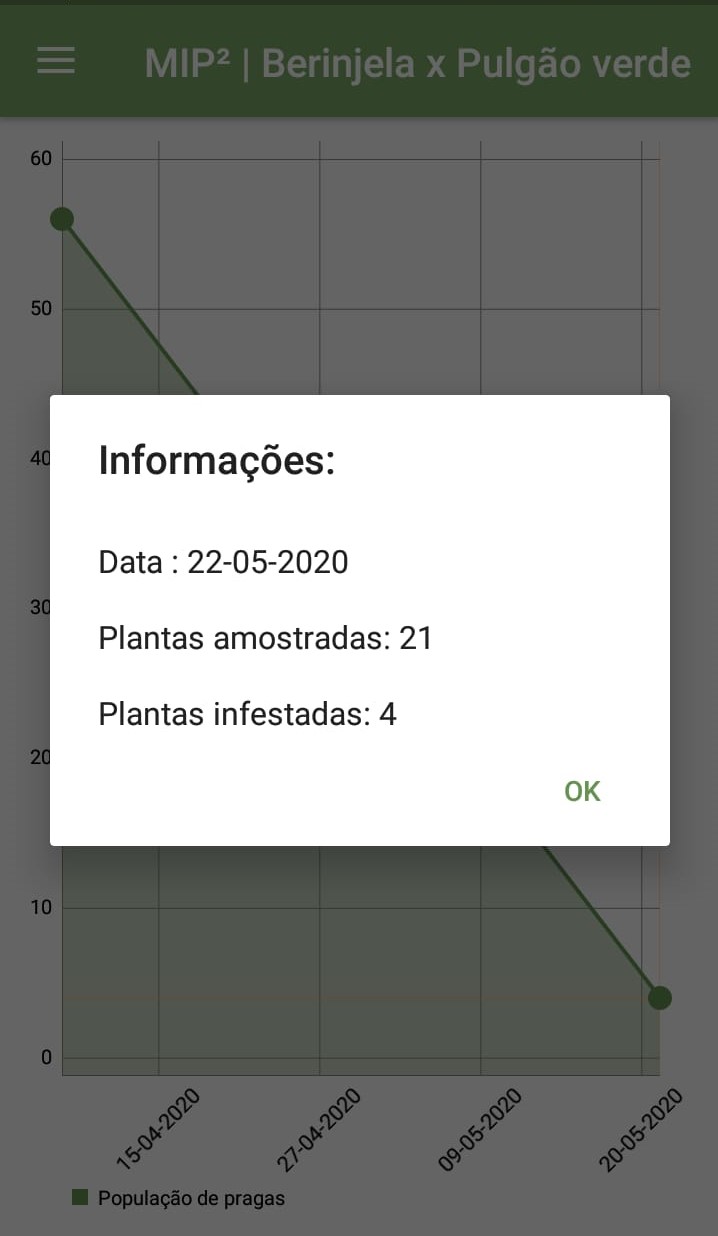 MIP² | Berinjela x Pulgão verde
60
50
40
30
20
10
0
Informações:
Data : 22-05-2020
Plantas amostradas: 21
Plantas infestadas: 4
OK
15-04-2020
27-04-2020
09-05-2020
20-05-2020
População de pragas